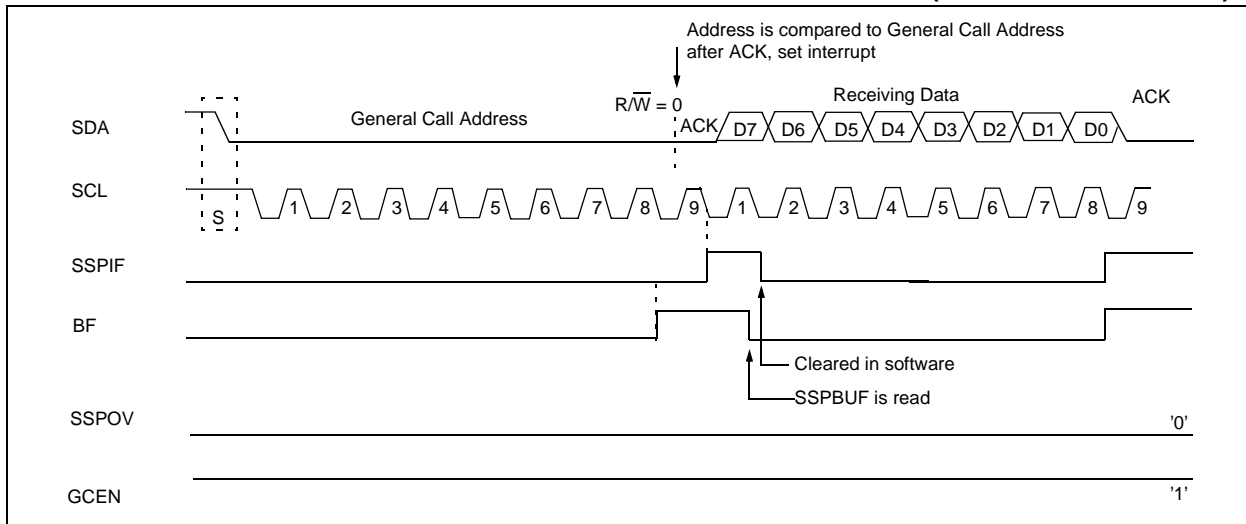 Address is compared to General Call Address
after ACK, set interrupt
R/W = 0
Receiving Data
ACK
SDA
General Call Address
ACK
D7 D6 D5 D4 D3 D2 D1 D0
SCL
S
1 2 3 4 5 6 7 8 9 1 2 3 4 5 6 7 8 9
SSPIF
BF
Cleared in software
SSPBUF is read
SSPOV
'0'
GCEN
'1'